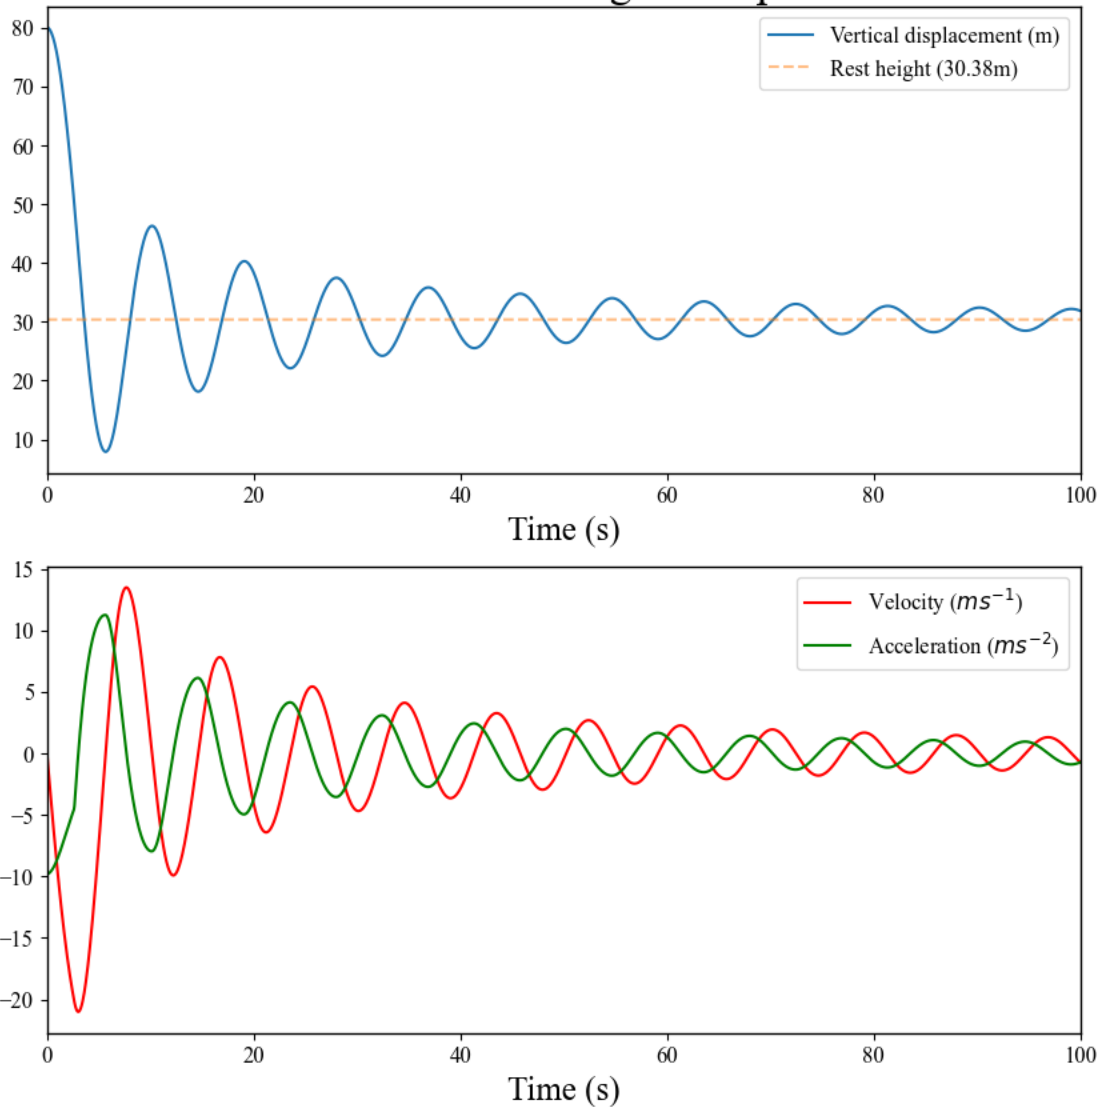 80
70
60
50
40
30
20
10
Vertical displacement (m)
Rest height (30.38m)
0 20 40 60 80 100
Time (s)
15
10
5
0
−5
−10
−15
−20
Velocity (ms⁻¹)
Acceleration (ms⁻²)
0 20 40 60 80 100
Time (s)